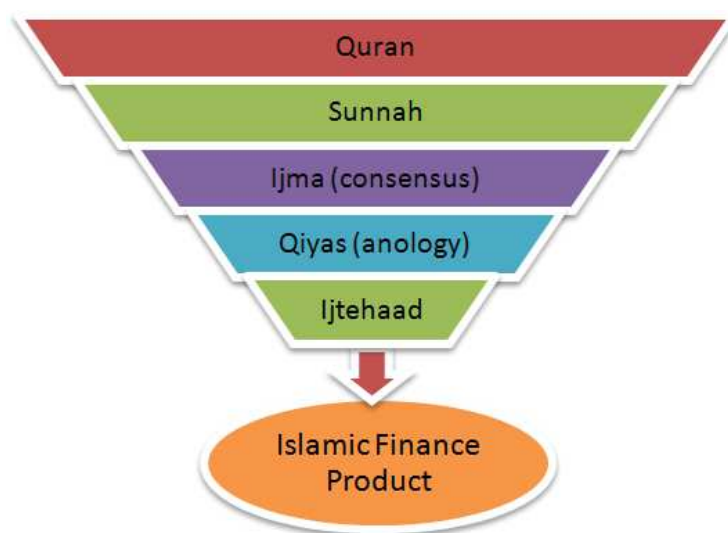 Quran
Sunnah
Ijma (consensus)
Qiyas (anology)
Ijtehaad
Islamic Finance
Product